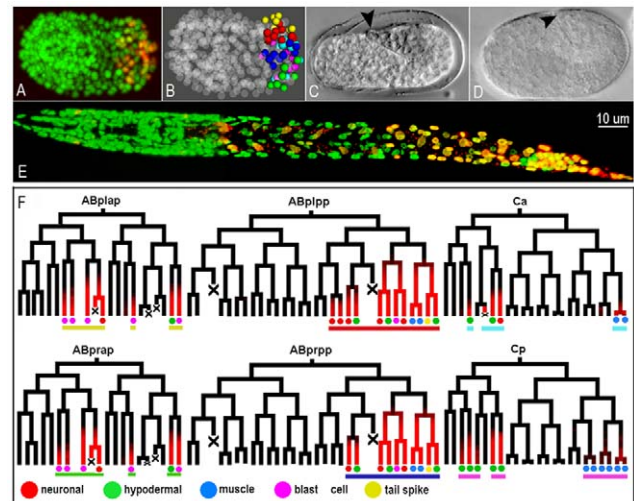 A
B
C
D
E
10 um
F
ABplap ABplpp Ca
ABprap ABprpp Cp
neuronal hypodermal muscle blast cell tail spike